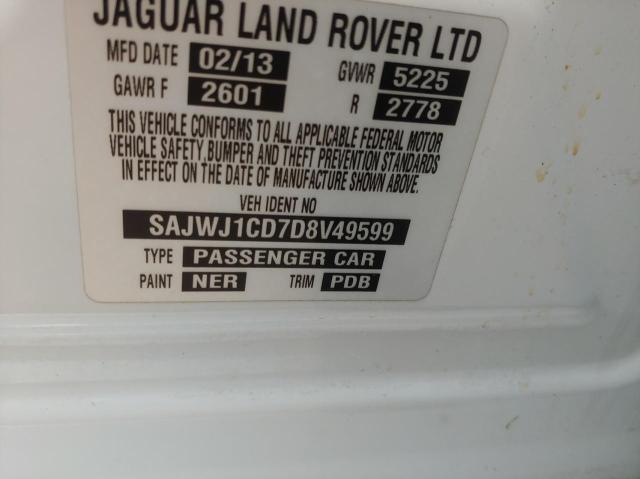 JAGUAR LAND ROVER LTD
MFD DATE 02/13 GVWR 5225
GAWR F 2601 R 2778
THIS VEHICLE CONFORMS TO ALL APPLICABLE FEDERAL MOTOR
VEHICLE SAFETY, BUMPER AND THEFT PREVENTION STANDARDS
IN EFFECT ON THE DATE OF MANUFACTURE SHOWN ABOVE.
VEH IDENT NO
SAJWJ1CD7D8V49599
TYPE PASSENGER CAR
PAINT NER TRIM PDB